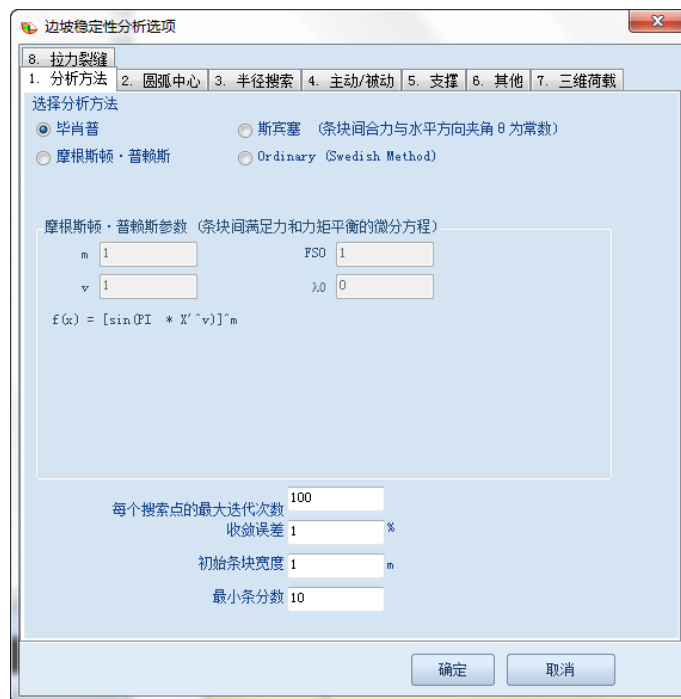 边坡稳定性分析选项
8. 拉力裂缝
1. 分析方法 2. 圆弧中心 3. 半径搜索 4. 主动/被动 5. 支撑 6. 其他 7. 三维荷载
选择分析方法
毕肖普 斯宾塞 (条块间合力与水平方向夹角θ为常数)
摩根斯顿·普赖斯 Ordinary (Swedish Method)
摩根斯顿·普赖斯参数 (条块间满足力和力矩平衡的微分方程)
m 1 FS0 1
v 1 λ0 0
f(x) = [sin(PI * X'^v)]^m
每个搜索点的最大迭代次数 100
收敛误差 1 %
初始条块宽度 1 m
最小条分数 10
确定 取消